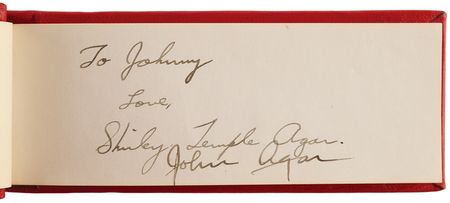 To Johnny
Love,
Shirley Temple Agar.
John Agar